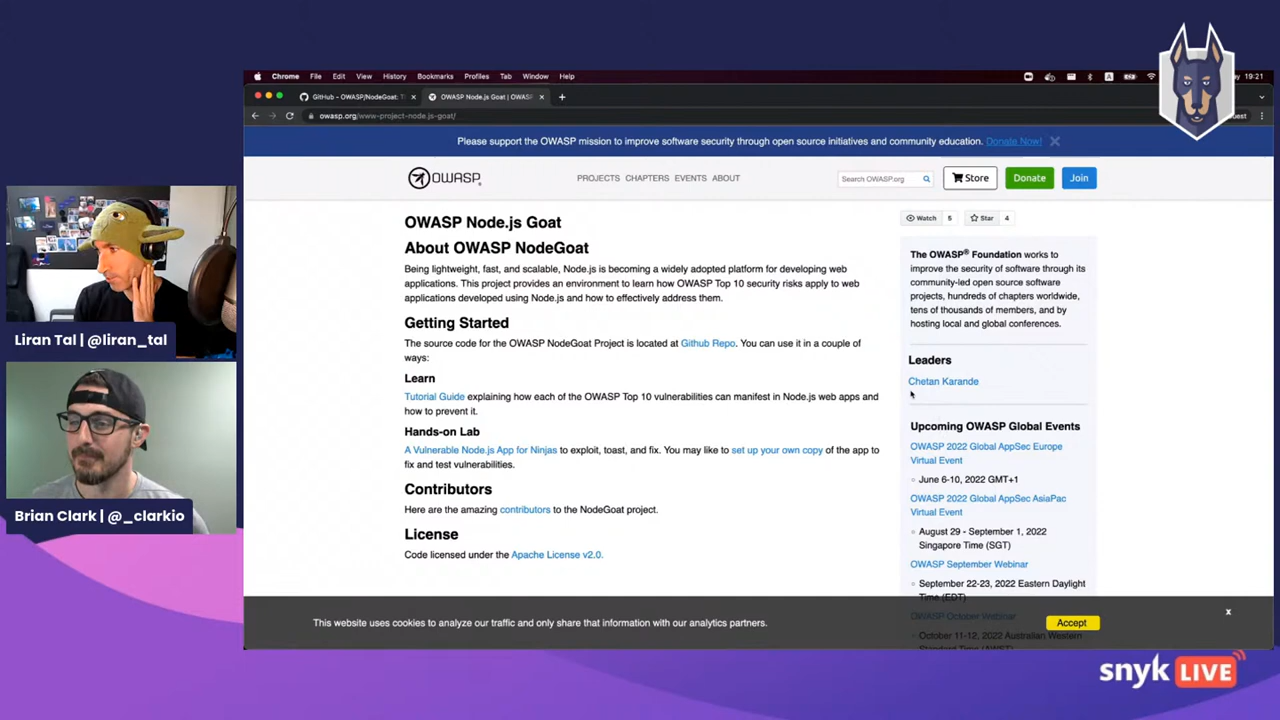 Chrome File Edit View History Bookmarks Profiles Tab Window Help
19:21
GitHub - OWASP/NodeGoat: T
OWASP Node.js Goat | OWASP
owasp.org/www-project-node.js-goat/
Please support the OWASP mission to improve software security through open source initiatives and community education. Donate Now!
OWASP
PROJECTS CHAPTERS EVENTS ABOUT
Search OWASP.org
Store
Donate
Join
OWASP Node.js Goat
About OWASP NodeGoat
Being lightweight, fast, and scalable, Node.js is becoming a widely adopted platform for developing web
applications. This project provides an environment to learn how OWASP Top 10 security risks apply to web
applications developed using Node.js and how to effectively address them.
Getting Started
The source code for the OWASP NodeGoat Project is located at Github Repo. You can use it in a couple of
ways:
Learn
Tutorial Guide explaining how each of the OWASP Top 10 vulnerabilities can manifest in Node.js web apps and
how to prevent it.
Hands-on Lab
A Vulnerable Node.js App for Ninjas to exploit, toast, and fix. You may like to set up your own copy of the app to
fix and test vulnerabilities.
Contributors
Here are the amazing contributors to the NodeGoat project.
License
Code licensed under the Apache License v2.0.
Watch 5 Star 4
The OWASP® Foundation works to
improve the security of software through its
community-led open source software
projects, hundreds of chapters worldwide,
tens of thousands of members, and by
hosting local and global conferences.
Leaders
Chetan Karande
Upcoming OWASP Global Events
OWASP 2022 Global AppSec Europe
Virtual Event
June 6-10, 2022 GMT+1
OWASP 2022 Global AppSec AsiaPac
Virtual Event
August 29 - September 1, 2022
Singapore Time (SGT)
OWASP September Webinar
September 22-23, 2022 Eastern Daylight
Time (EDT)
OWASP October Webinar
October 11-12, 2022 Australian Western
Standard Time (AWST)
This website uses cookies to analyze our traffic and only share that information with our analytics partners.
Accept
x
Liran Tal | @liran_tal
Brian Clark | @_clarkio
snyk LIVE